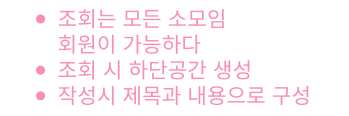 • 조회는 모든 소모임
회원이 가능하다
• 조회 시 하단공간 생성
• 작성시 제목과 내용으로 구성